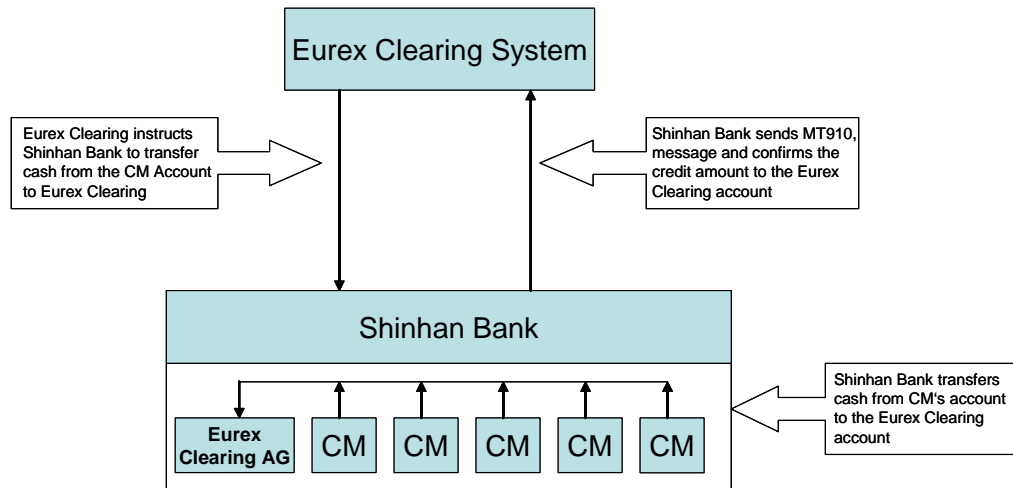 Eurex Clearing System
Eurex Clearing instructs
Shinhan Bank to transfer
cash from the CM Account
to Eurex Clearing
Shinhan Bank sends MT910,
message and confirms the
credit amount to the Eurex
Clearing account
Shinhan Bank
Shinhan Bank transfers
cash from CM‘s account
to the Eurex Clearing
account
Eurex
Clearing AG
CM
CM
CM
CM
CM